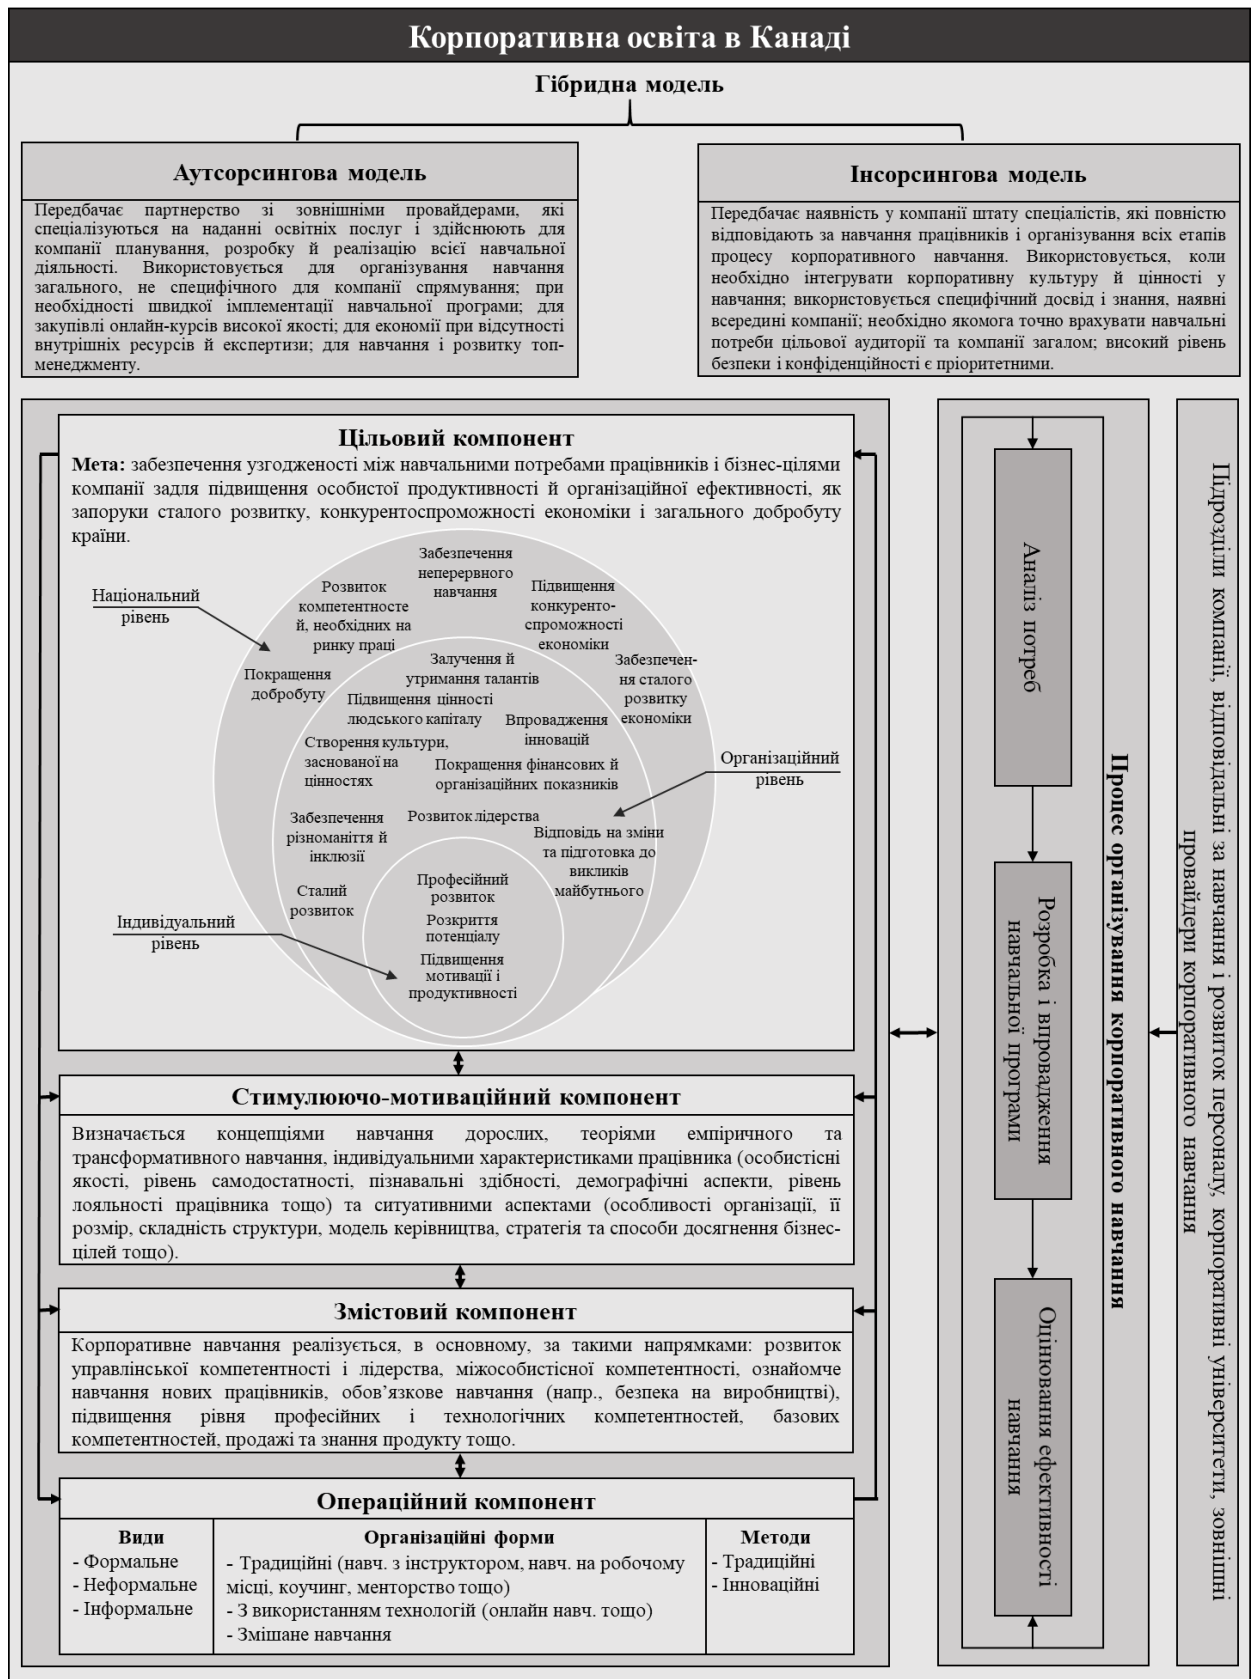 Корпоративна освіта в Канаді
Гібридна модель
Аутсорсингова модель
Передбачає партнерство зі зовнішніми провайдерами, які
спеціалізуються на наданні освітніх послуг і здійснюють для
компанії планування, розробку й реалізацію всієї навчальної
діяльності. Використовується для організування навчання
загального, не специфічного для компанії спрямування; при
необхідності швидкої імплементації навчальної програми; для
закупівлі онлайн-курсів високої якості; для економії при відсутності
внутрішніх ресурсів й експертизи; для навчання і розвитку топ-
менеджменту.
Інсорсингова модель
Передбачає наявність у компанії штату спеціалістів, які повністю
відповідають за навчання працівників і організування всіх етапів
процесу корпоративного навчання. Використовується, коли
необхідно інтегрувати корпоративну культуру й цінності у
навчання; використовується специфічний досвід і знання, наявні
всередині компанії; необхідно якомога точно врахувати навчальні
потреби цільової аудиторії та компанії загалом; високий рівень
безпеки і конфіденційності є пріоритетними.
Цільовий компонент
Мета: забезпечення узгодженості між навчальними потребами працівників і бізнес-цілями
компанії задля підвищення особистої продуктивності й організаційної ефективності, як
запоруки сталого розвитку, конкурентоспроможності економіки і загального добробуту
країни.
Національний
рівень
Забезпечення
неперервного
навчання
Розвиток
компетентносте
й, необхідних на
ринку праці
Підвищення
конкуренто-
спроможності
економіки
Покращення
добробуту
Забезпечен-
ня сталого
розвитку
економіки
Залучення й
утримання талантів
Підвищення цінності
людського капіталу
Впровадження
інновацій
Створення культури,
заснованої на
цінностях
Покращення фінансових й
організаційних показників
Організаційний
рівень
Забезпечення
різноманіття й
інклюзії
Розвиток лідерства
Відповідь на зміни
та підготовка до
викликів
майбутнього
Сталий
розвиток
Професійний
розвиток
Розкриття
потенціалу
Підвищення
мотивації і
продуктивності
Індивідуальний
рівень
Стимулюючо-мотиваційний компонент
Визначається концепціями навчання дорослих, теоріями емпіричного та
трансформативного навчання, індивідуальними характеристиками працівника (особистісні
якості, рівень самодостатності, пізнавальні здібності, демографічні аспекти, рівень
лояльності працівника тощо) та ситуативними аспектами (особливості організації, її
розмір, складність структури, модель керівництва, стратегія та способи досягнення бізнес-
цілей тощо).
Змістовий компонент
Корпоративне навчання реалізується, в основному, за такими напрямками: розвиток
управлінської компетентності і лідерства, міжособистісної компетентності, ознайомче
навчання нових працівників, обов’язкове навчання (напр., безпека на виробництві),
підвищення рівня професійних і технологічних компетентностей, базових
компетентностей, продажі та знання продукту тощо.
Операційний компонент
Види
- Формальне
- Неформальне
- Інформальне
Організаційні форми
- Традиційні (навч. з інструктором, навч. на робочому
місці, коучинг, менторство тощо)
- З використанням технологій (онлайн навч. тощо)
- Змішане навчання
Методи
- Традиційні
- Інноваційні
Аналіз потреб
Розробка і впровадження
навчальної програми
Оцінювання ефективності
навчання
Процес організування корпоративного навчання
Підрозділи компанії, відповідальні за навчання і розвиток персоналу, корпоративні університети, зовнішні
провайдери корпоративного навчання